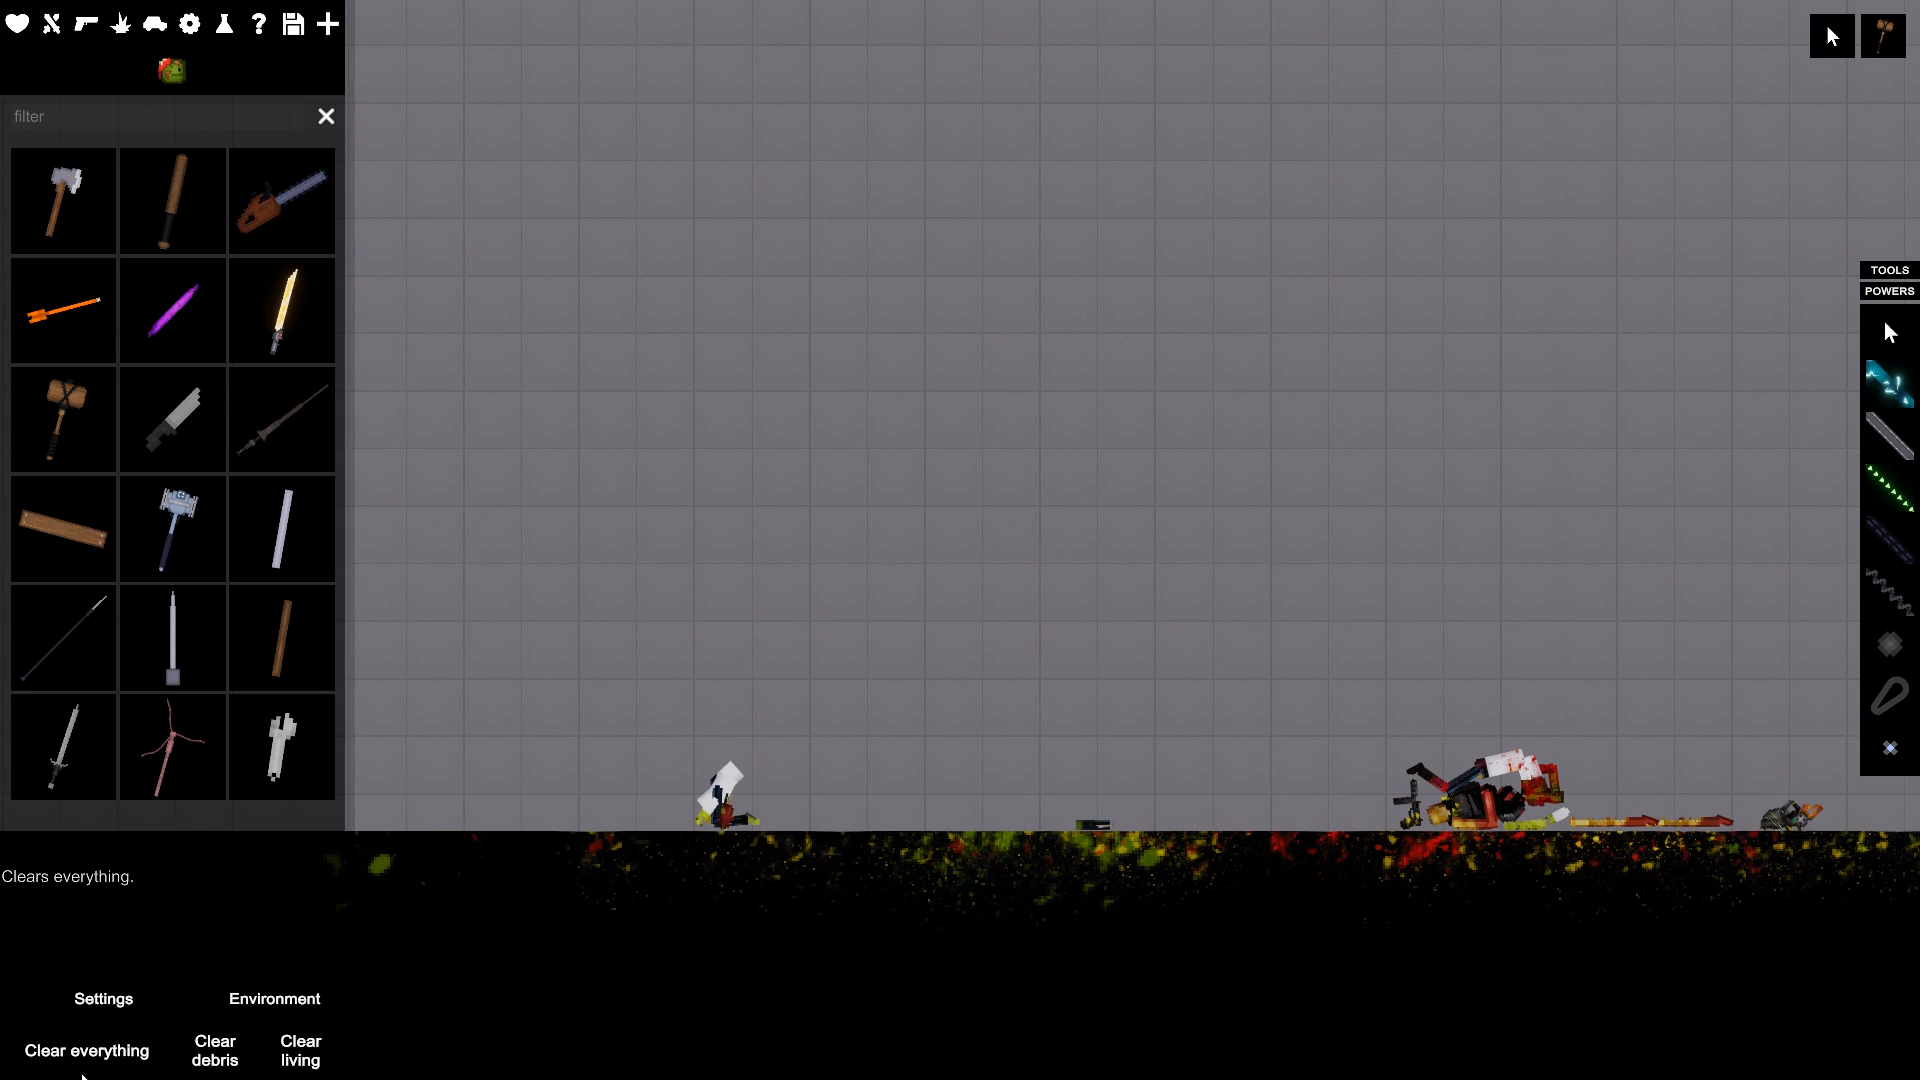 filter
TOOLS
POWERS
Clears everything.
Settings
Environment
Clear everything
Clear
debris
Clear
living